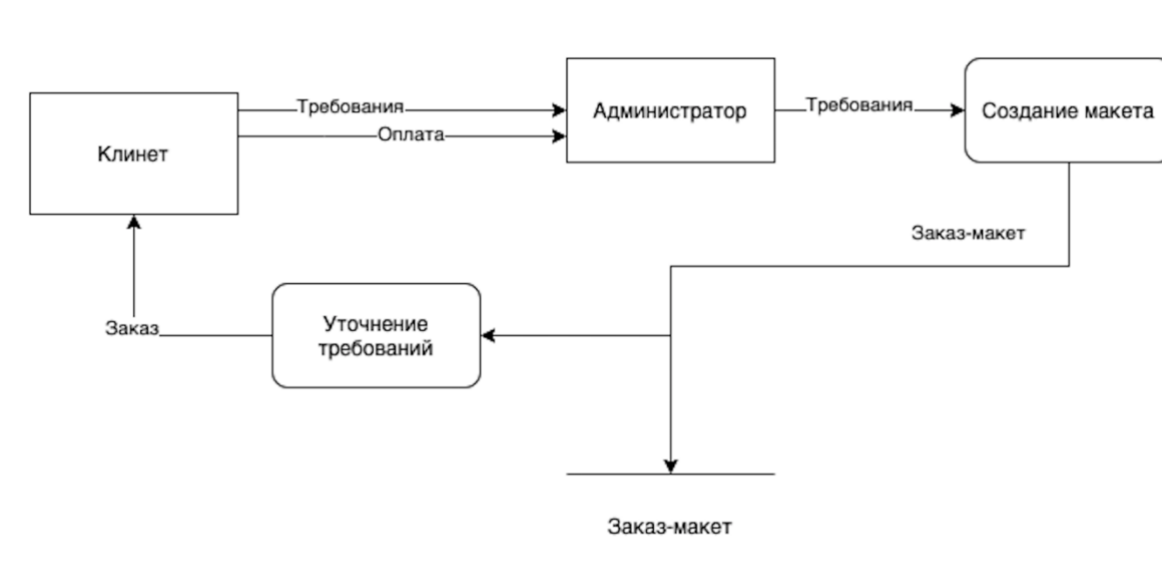 Требования
Администратор
Требования
Создание макета
Оплата
Клинет
Заказ-макет
Уточнение
требований
Заказ
Заказ-макет